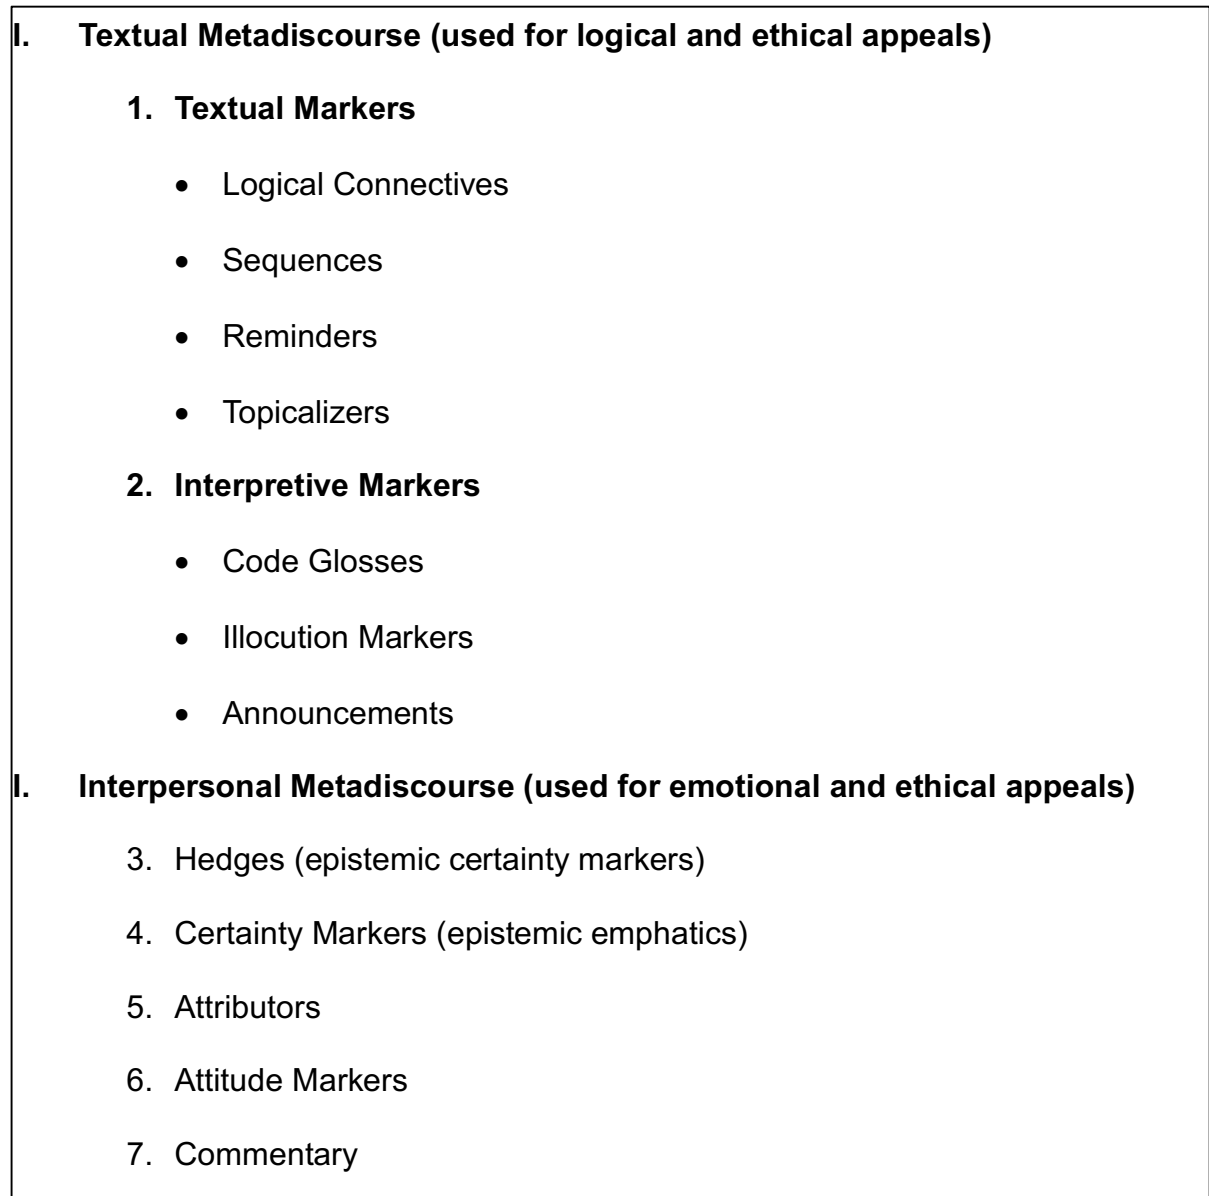 I. Textual Metadiscourse (used for logical and ethical appeals)
1. Textual Markers
• Logical Connectives
• Sequences
• Reminders
• Topicalizers
2. Interpretive Markers
• Code Glosses
• Illocution Markers
• Announcements
I. Interpersonal Metadiscourse (used for emotional and ethical appeals)
3. Hedges (epistemic certainty markers)
4. Certainty Markers (epistemic emphatics)
5. Attributors
6. Attitude Markers
7. Commentary